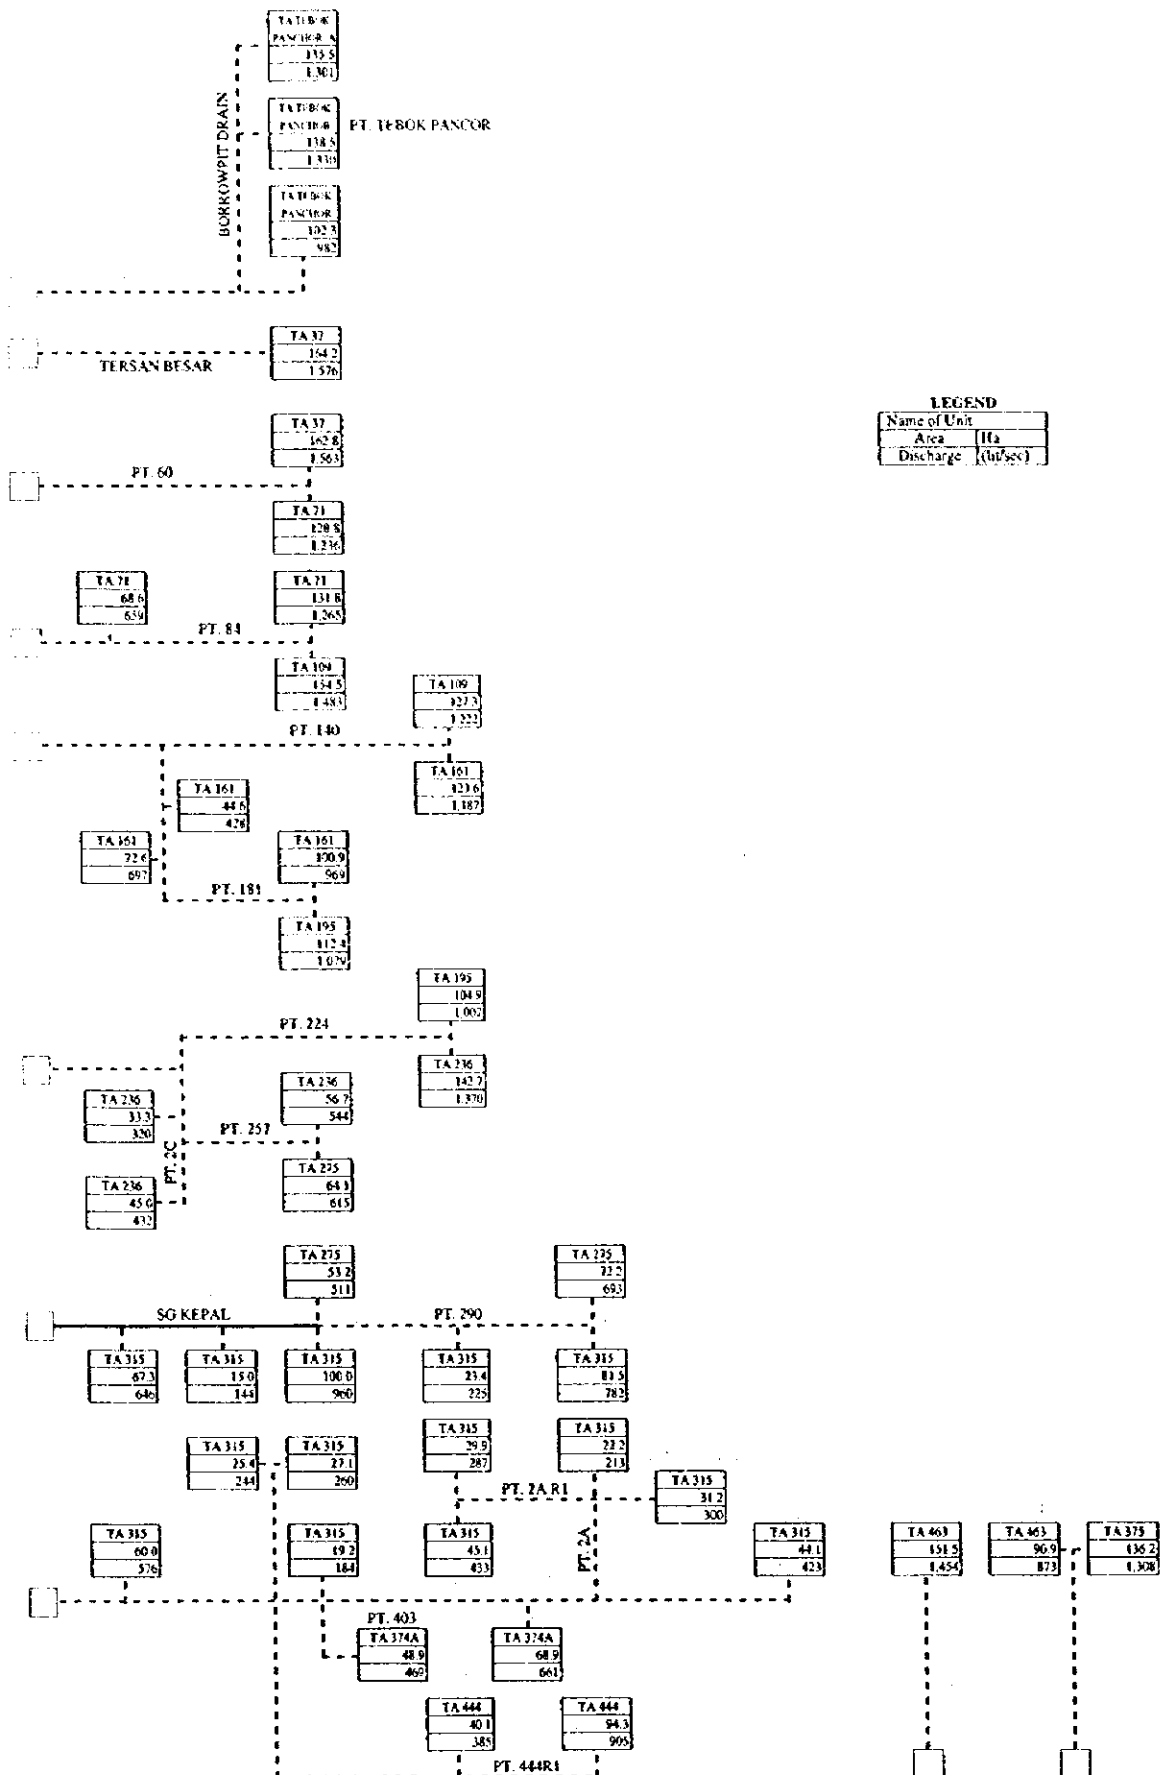 TA TEBOK
PANCHOR A
135.5
1,301
BORROWPIT DRAIN
TA TEBOK
PANCHOR
138.5
1,330
PT. TEBOK PANCOR
TA TEBOK
PANCHOR
102.3
982
TA 37
164.2
1,576
TERSAN BESAR
LEGEND
Name of Unit
Area Ha
Discharge (lit/sec)
TA 37
162.8
1,563
PT. 60
TA 71
128.8
1,236
TA 71
68.6
659
TA 71
131.8
1,265
PT. 84
TA 109
154.5
1,483
TA 109
127.3
1,222
PT. 140
TA 161
123.6
1,187
TA 161
44.6
428
TA 161
72.6
697
TA 161
100.9
969
PT. 181
TA 195
112.4
1,079
TA 195
104.9
1,007
PT. 224
TA 236
142.7
1,370
TA 236
56.7
544
TA 236
33.3
320
PT. 257
PT. 2C
TA 275
64.1
615
TA 236
45.0
432
TA 275
53.2
511
TA 275
72.2
693
SG KEPAL
PT. 290
TA 315
67.3
646
TA 315
15.0
144
TA 315
100.0
960
TA 315
23.4
225
TA 315
81.5
782
TA 315
25.4
244
TA 315
27.1
260
TA 315
29.9
287
TA 315
22.2
213
PT. 2A R1
TA 315
31.2
300
TA 315
60.0
576
TA 315
19.2
184
TA 315
45.1
433
PT. 2A
TA 315
44.1
423
TA 463
151.5
1,454
TA 463
90.9
873
TA 375
136.2
1,308
PT. 403
TA 374A
48.9
469
TA 374A
68.9
661
TA 444
40.1
385
TA 444
94.3
905
PT. 444R1